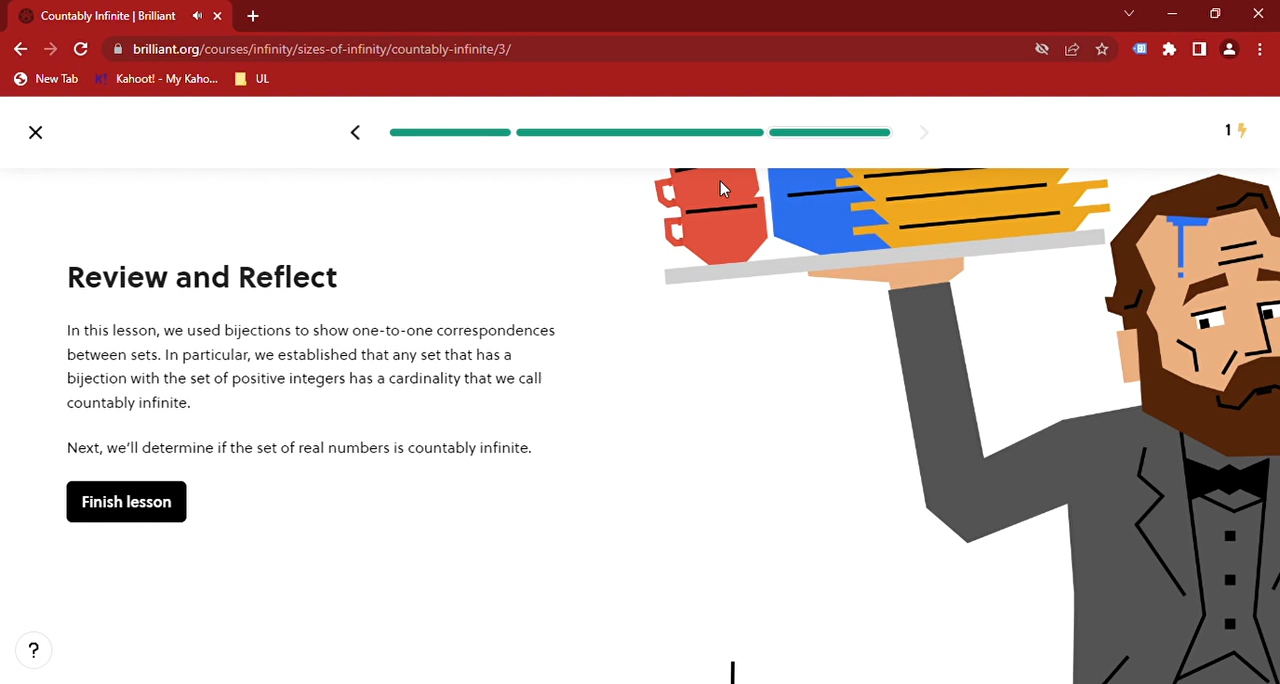 Countably Infinite | Brilliant
brilliant.org/courses/infinity/sizes-of-infinity/countably-infinite/3/
New Tab Kahoot! - My Kaho... UL
1
Review and Reflect
In this lesson, we used bijections to show one-to-one correspondences
between sets. In particular, we established that any set that has a
bijection with the set of positive integers has a cardinality that we call
countably infinite.
Next, we'll determine if the set of real numbers is countably infinite.
Finish lesson
?